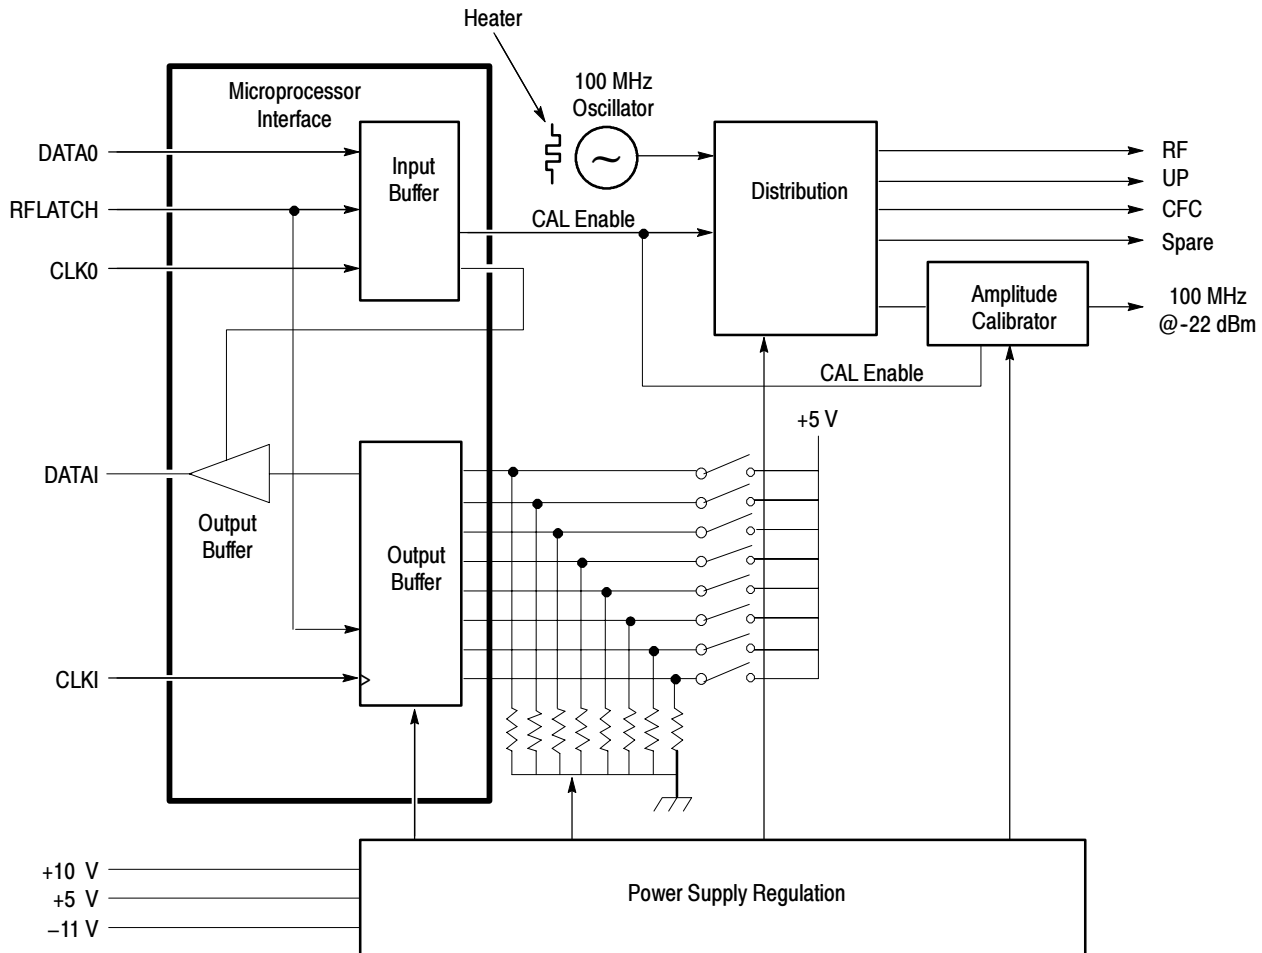 Heater
100 MHz
Oscillator
Microprocessor
Interface
DATA0
RFLATCH
CLK0
Input
Buffer
CAL Enable
Distribution
RF
UP
CFC
Spare
Amplitude
Calibrator
100 MHz
@-22 dBm
CAL Enable
+5 V
DATAI
Output
Buffer
Output
Buffer
CLKI
+10 V
+5 V
–11 V
Power Supply Regulation